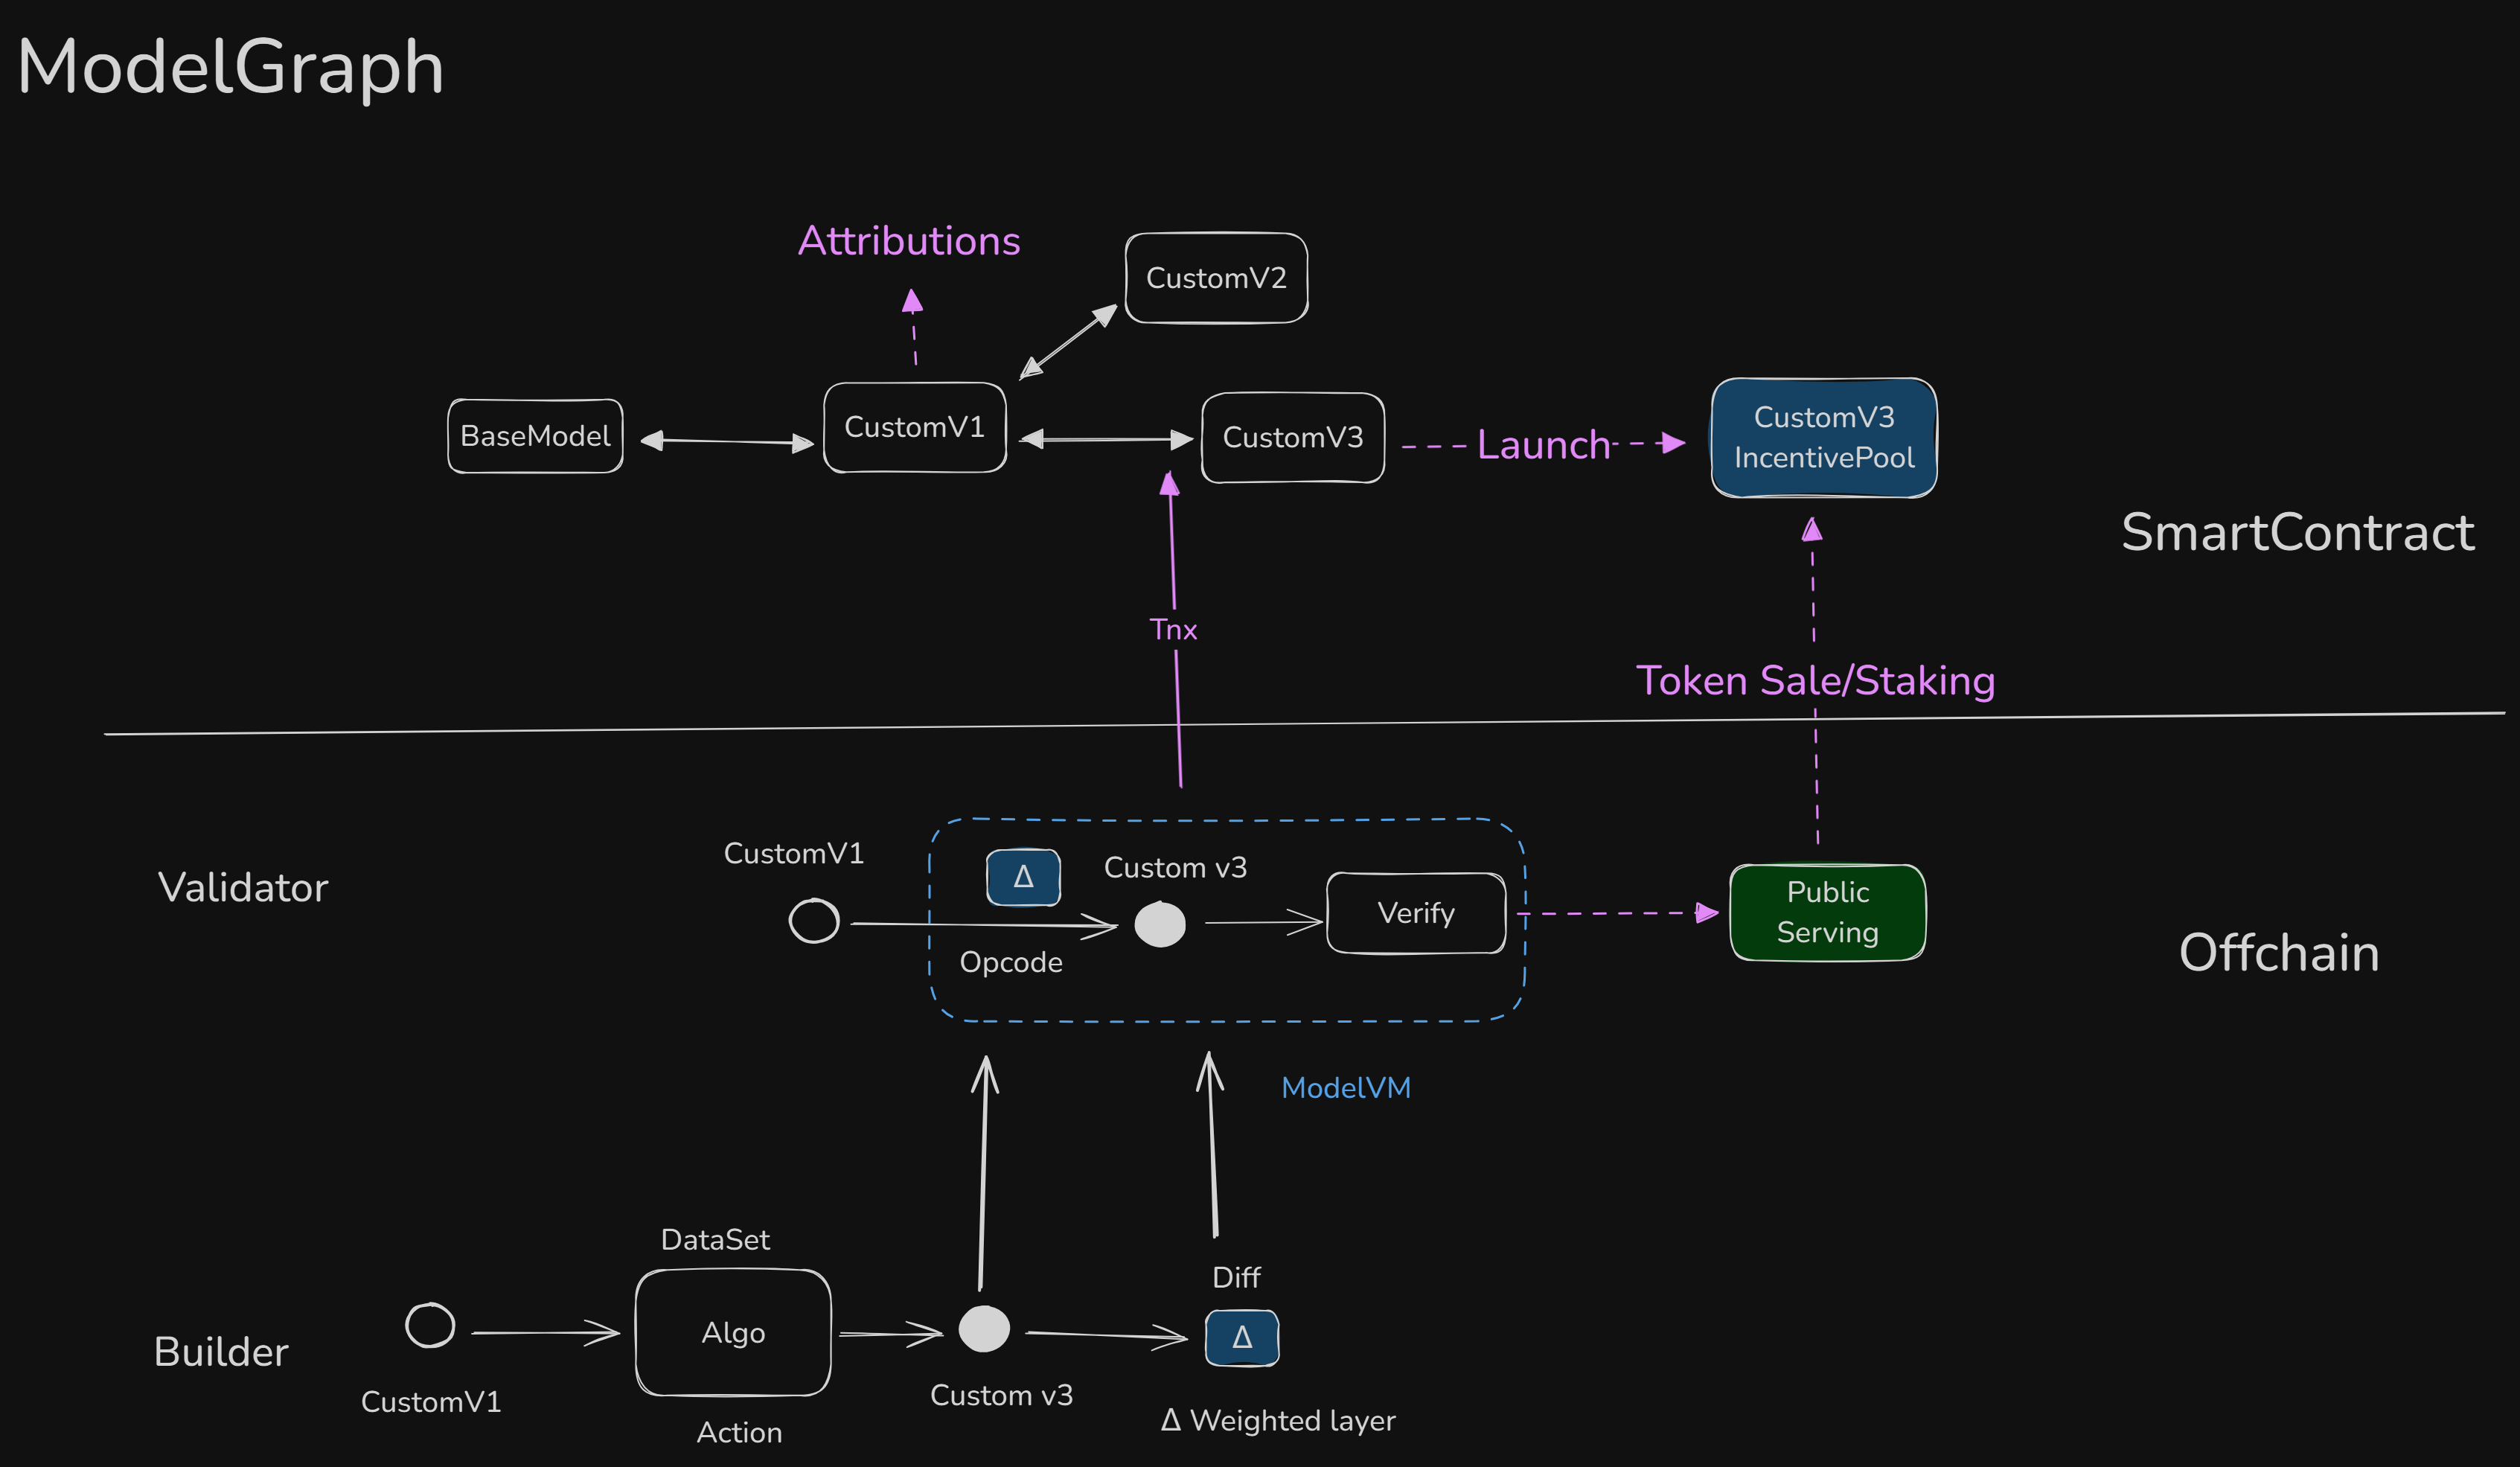 ModelGraph
Attributions
CustomV2
BaseModel
CustomV1
CustomV3
Launch
CustomV3
IncentivePool
SmartContract
Tnx
Token Sale/Staking
Validator
CustomV1
Δ
Custom v3
Opcode
Verify
Public
Serving
Offchain
ModelVM
Builder
CustomV1
DataSet
Algo
Action
Custom v3
Diff
Δ
Δ Weighted layer